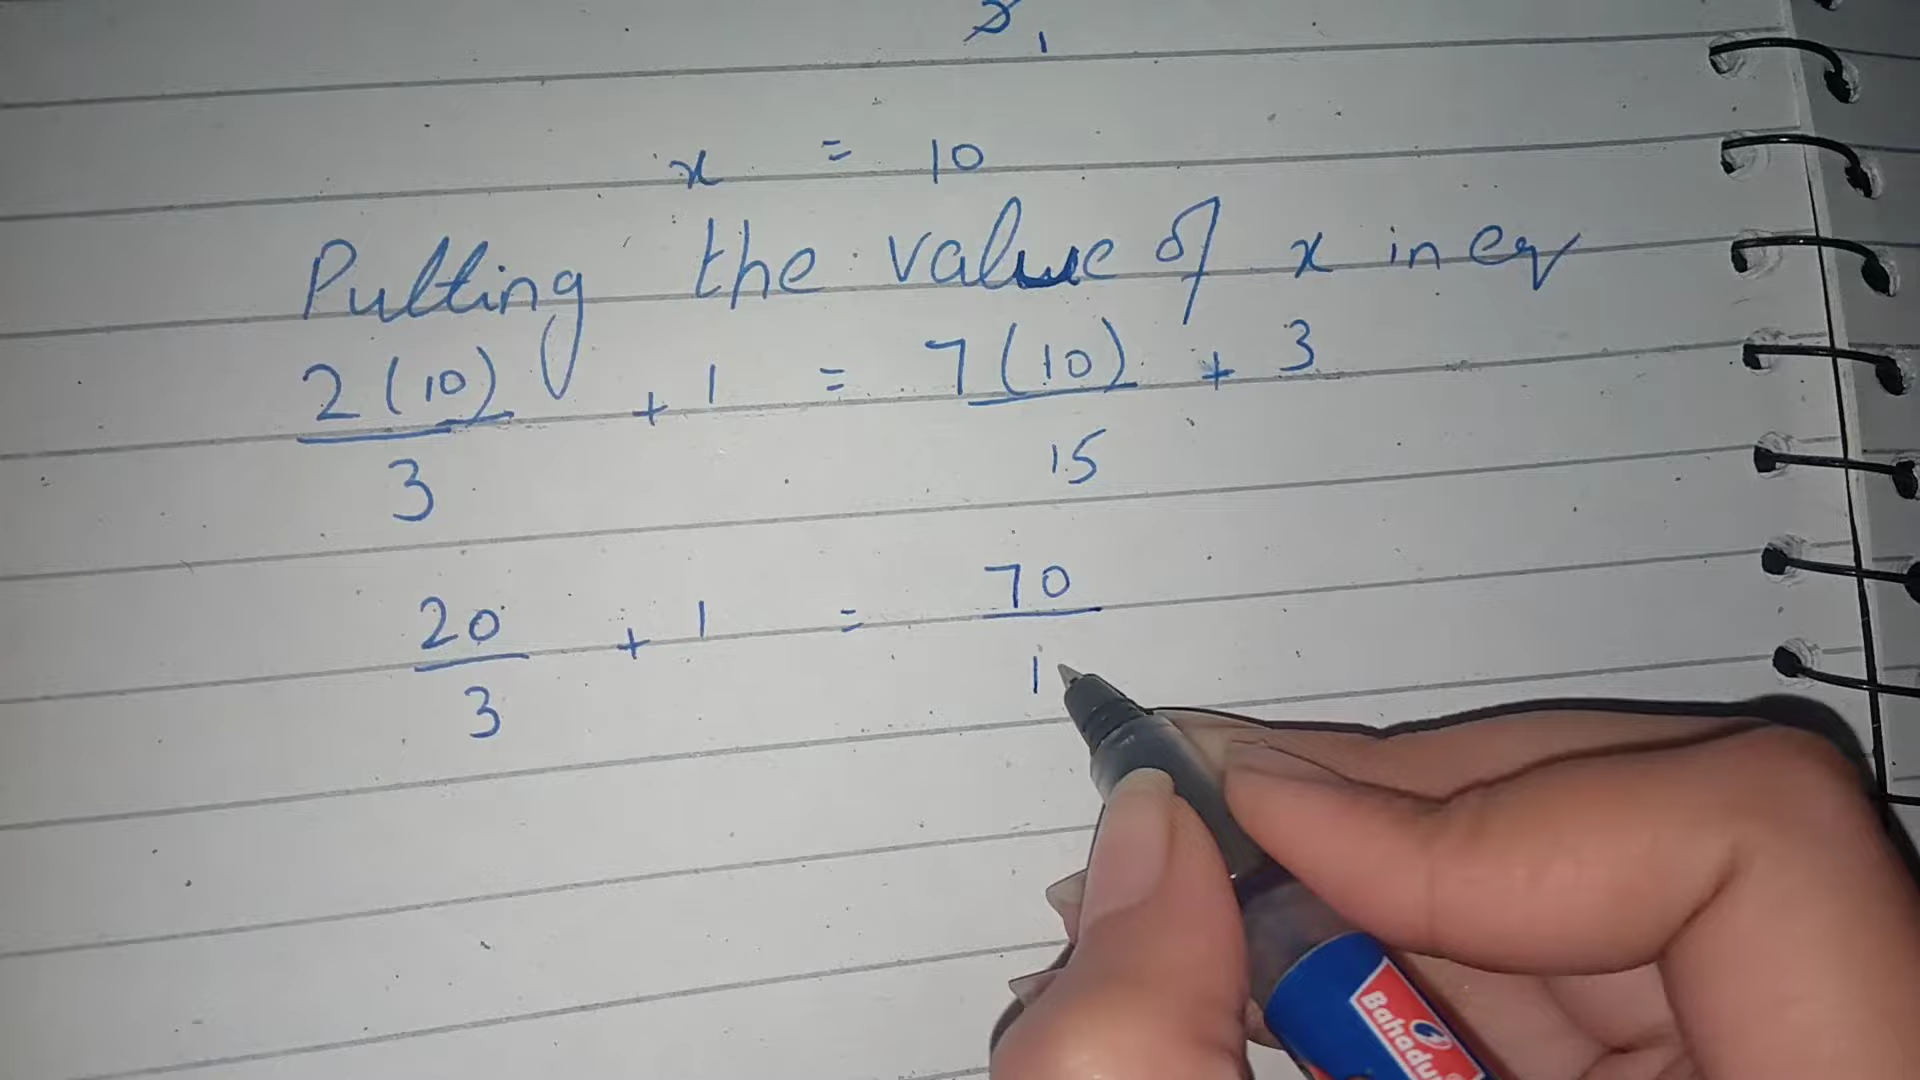 x = 10
Putting the value of x in eq
2(10)/3 + 1 = 7(10)/15 + 3
20/3 + 1 = 70/1
Bahadur